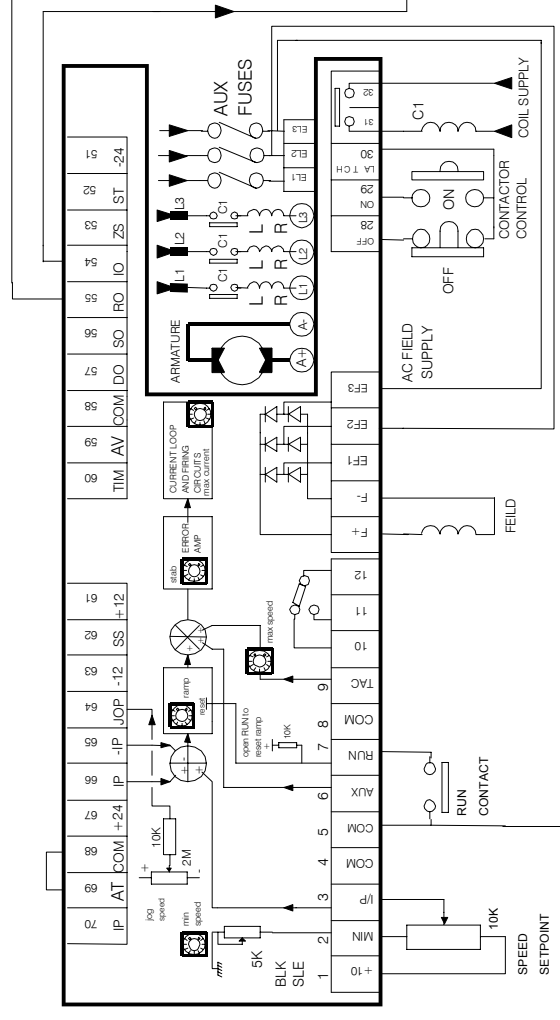 51 52 53 54 55 56 57 58 59 60
-24 ST ZS IO RO SO DO COM AV TIM
61 62 63 64 65 66 67 68 69 70
+12 SS -12 JOP -IP IP +24 COM AT IP
AUX FUSES
EL1 EL2 EL3
L1 L2 L3
C1 C1 C1
L L L
R R R
L1 L2 L3
ARMATURE
A+ A-
CURRENT LOOP
AND FIRING
CIRCUITS
max current
stab
ERROR
AMP
ramp
reset
max speed
open RUN to
reset ramp
+
10K
+ - +
+ + -
10K
2M
+
-
jog
speed
min
speed
5K
BLK
SLE
1 2 3 4 5 6 7 8 9 10 11 12
+10 MIN I/P COM COM AUX RUN COM TAC
F+ F- EF1 EF2 EF3
28 29 30 31 32
OFF ON LATCH
AC FIELD
SUPPLY
OFF
ON
CONTACTOR
CONTROL
C1
COIL SUPPLY
FEILD
RUN
CONTACT
10K
SPEED
SETPOINT